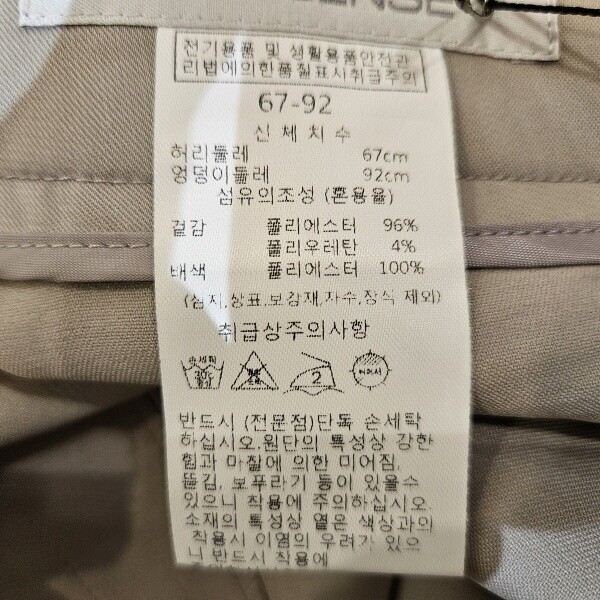 ENSE
전기용품 및 생활용품안전관
리법에의한품질표시취급주의
67-92
신 체 치 수
허리둘레 67cm
엉덩이둘레 92cm
섬유의조성 (혼용율)
겉감 폴리에스터 96%
폴리우레탄 4%
배색 폴리에스터 100%
(심지,상표,보강재,자수,장식 제외)
취급상주의사항
손세탁
30℃
중성
2
드라이
반드시 (전문점)단독 손세탁
하십시오.원단의 특성상 강한
힘과 마찰에 의한 미어짐,
뜯김, 보푸라기 등이 있을수
있으니 착용에 주의하십시오.
소재의 특성상 옅은 색상과의
착용시 이염의 우려가 있으
니 반드시 착용에